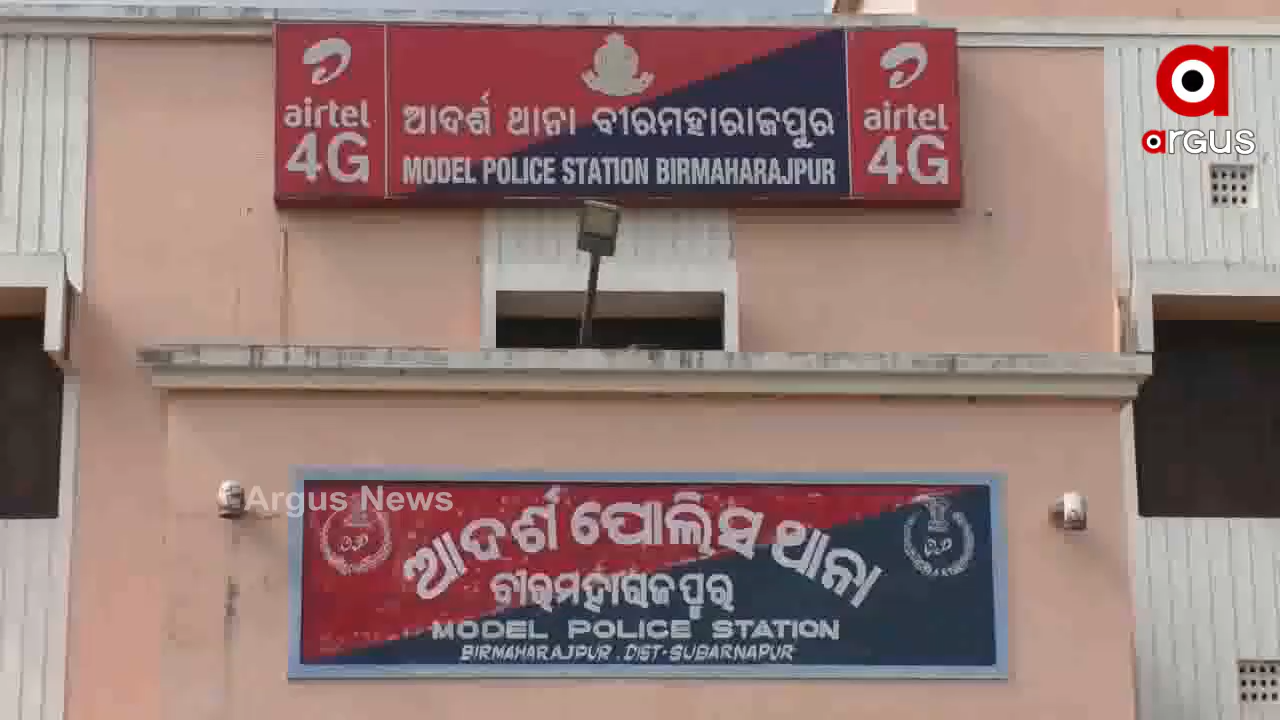 airtel
4G
ଆଦର୍ଶ ଥାନା ବୀରମହାରାଜପୁର
MODEL POLICE STATION BIRMAHARAJPUR
airtel
4G
argus
Argus News
ଆଦର୍ଶ ପୋଲିସ ଥାନା
ବୀରମହାରାଜପୁର
MODEL POLICE STATION
BIRMAHARAJPUR . DIST-SUBARNAPUR